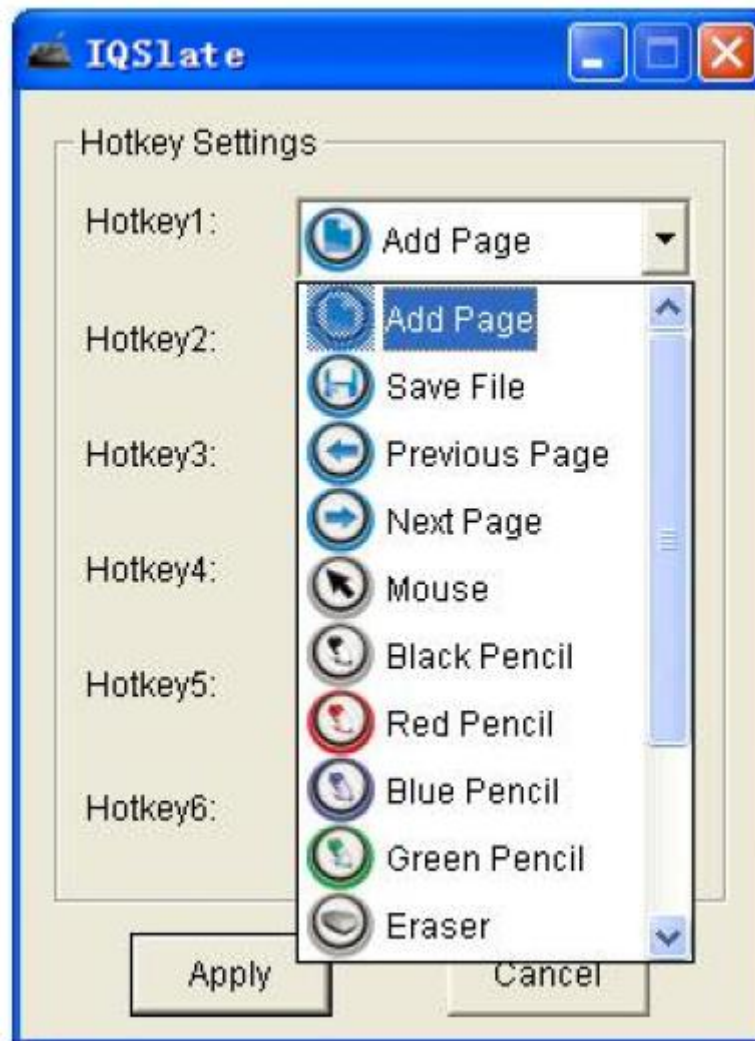 IQSlate
Hotkey Settings
Hotkey1:
Add Page
Add Page
Hotkey2:
Save File
Hotkey3:
Previous Page
Next Page
Hotkey4:
Mouse
Black Pencil
Hotkey5:
Red Pencil
Blue Pencil
Hotkey6:
Green Pencil
Eraser
Apply
Cancel